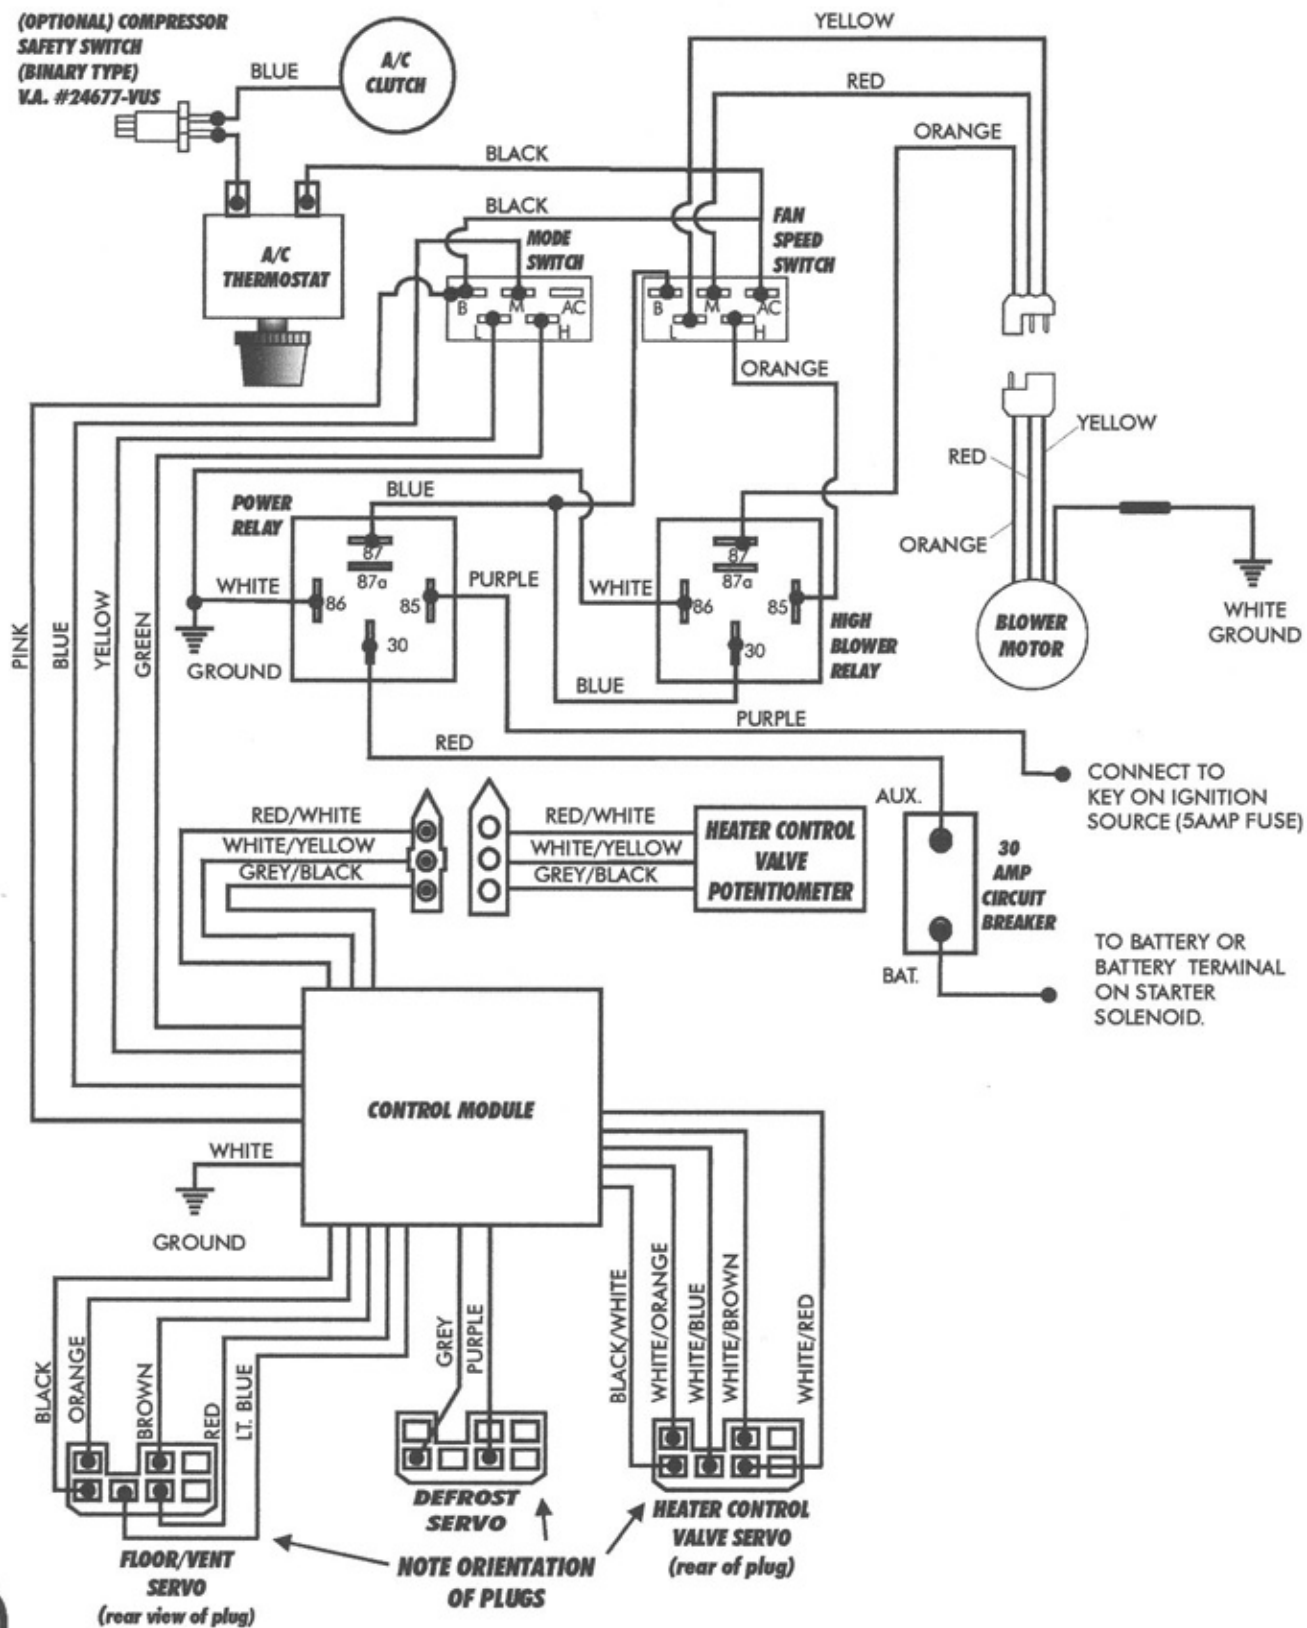 (OPTIONAL) COMPRESSOR
SAFETY SWITCH
(BINARY TYPE)
V.A. #24677-VUS
BLUE
A/C
CLUTCH
YELLOW
RED
ORANGE
BLACK
BLACK
A/C
THERMOSTAT
MODE
SWITCH
FAN
SPEED
SWITCH
B
M
AC
L
H
B
M
AC
L
H
ORANGE
YELLOW
RED
ORANGE
BLOWER
MOTOR
WHITE
GROUND
POWER
RELAY
BLUE
87
87a
86
85
30
WHITE
PURPLE
GROUND
WHITE
87
87a
86
85
30
HIGH
BLOWER
RELAY
BLUE
PINK
BLUE
YELLOW
GREEN
PURPLE
RED
CONNECT TO
KEY ON IGNITION
SOURCE (5AMP FUSE)
AUX.
30
AMP
CIRCUIT
BREAKER
BAT.
TO BATTERY OR
BATTERY TERMINAL
ON STARTER
SOLENOID.
RED/WHITE
WHITE/YELLOW
GREY/BLACK
RED/WHITE
WHITE/YELLOW
GREY/BLACK
HEATER CONTROL
VALVE
POTENTIOMETER
CONTROL MODULE
WHITE
GROUND
BLACK
ORANGE
BROWN
RED
LT. BLUE
GREY
PURPLE
BLACK/WHITE
WHITE/ORANGE
WHITE/BLUE
WHITE/BROWN
WHITE/RED
FLOOR/VENT
SERVO
(rear view of plug)
DEFROST
SERVO
NOTE ORIENTATION
OF PLUGS
HEATER CONTROL
VALVE SERVO
(rear of plug)